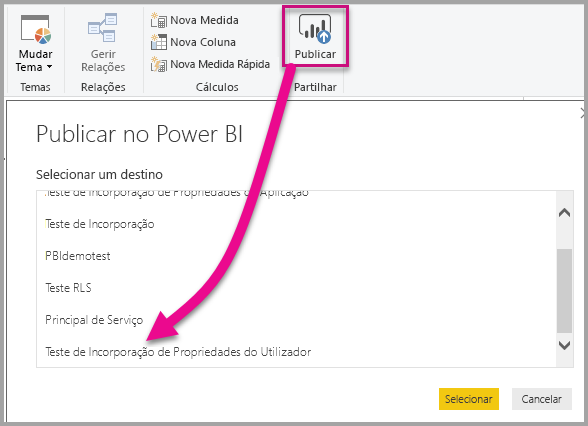 Mudar
Tema
Gerir
Relações
Nova Medida
Nova Coluna
Nova Medida Rápida
Publicar
Temas
Relações
Cálculos
Partilhar
Publicar no Power BI
Selecionar um destino
Teste de Incorporação de Propriedades do Aplicação
Teste de Incorporação
PBIdemotest
Teste RLS
Principal de Serviço
Teste de Incorporação de Propriedades do Utilizador
Selecionar
Cancelar